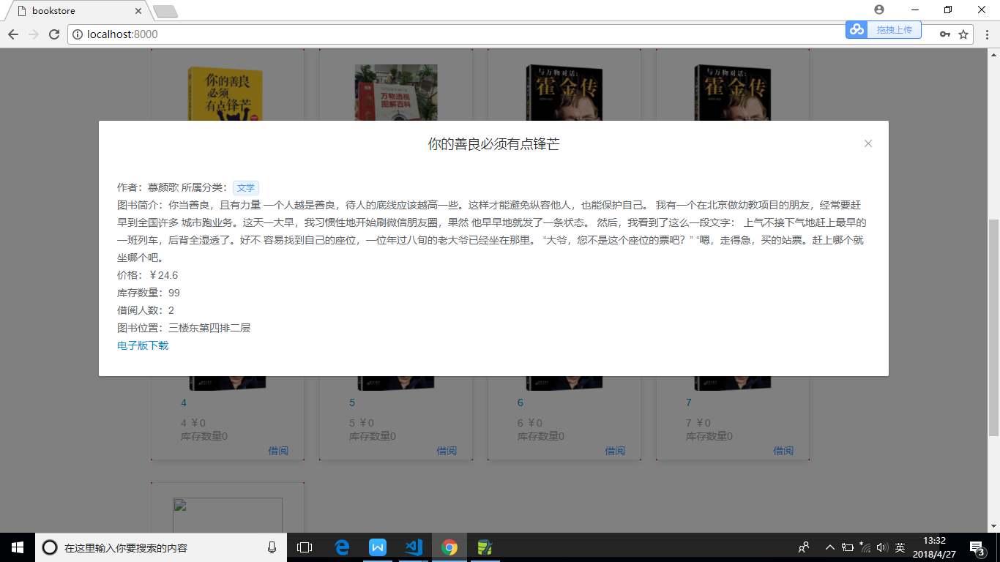 bookstore
localhost:8000
拖拽上传
你的善良
必须
有点锋芒
万物透视
图解百科
与万物对话:
霍金传
与万物对话:
霍金传
你的善良必须有点锋芒
作者：慕颜歌 所属分类： 文学
图书简介：你当善良，且有力量 一个人越是善良，待人的底线应该越高一些。这样才能避免纵容他人，也能保护自己。 我有一个在北京做幼教项目的朋友，经常要赶
早到全国许多 城市跑业务。这天一大早，我习惯性地开始刷微信朋友圈，果然 他早早地就发了一条状态。 然后，我看到了这么一段文字： 上气不接下气地赶上最早的
一班列车，后背全湿透了。好不 容易找到自己的座位，一位年过八旬的老大爷已经坐在那里。 “大爷，您不是这个座位的票吧？” “嗯，走得急，买的站票。赶上哪个就
坐哪个吧。
价格：￥24.6
库存数量：99
借阅人数：2
图书位置：三楼东第四排二层
电子版下载
4
5
6
7
4 ￥0
5 ￥0
6 ￥0
7 ￥0
库存数量0
库存数量0
库存数量0
库存数量0
借阅
借阅
借阅
借阅
在这里输入你要搜索的内容
英
13:32
2018/4/27
3